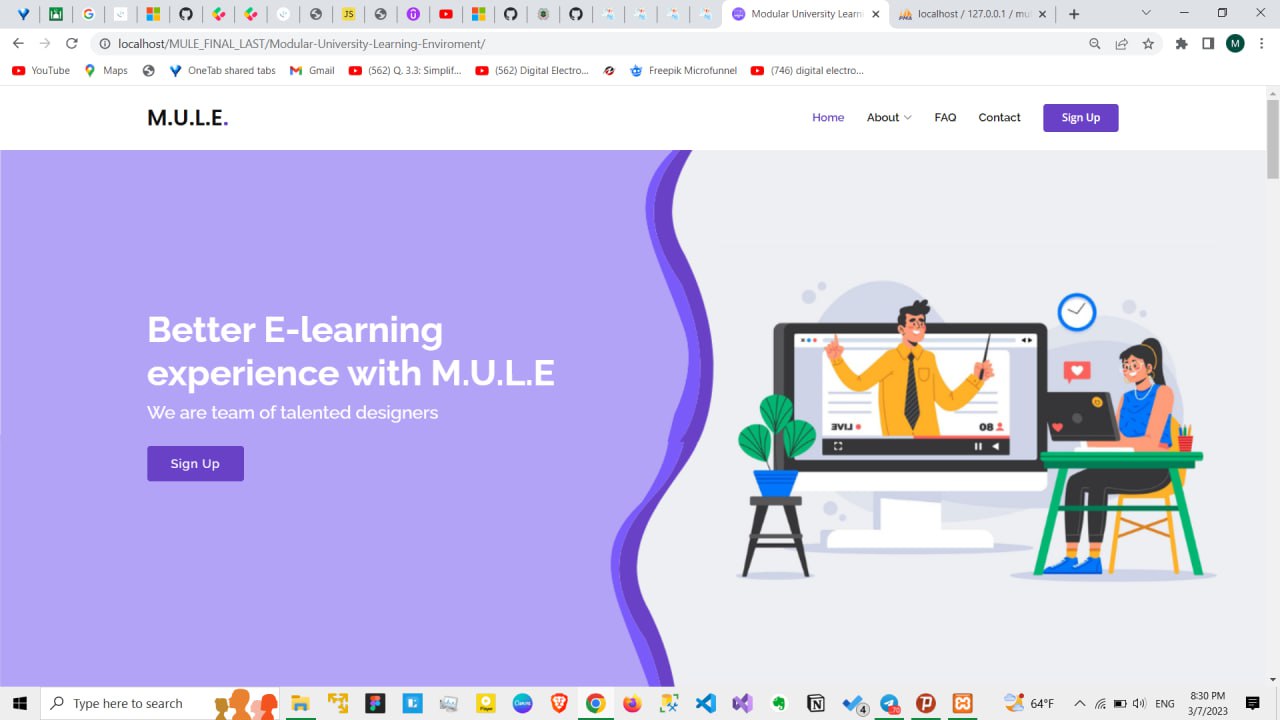 Modular University Learni
localhost / 127.0.0.1 / mu
localhost/MULE_FINAL_LAST/Modular-University-Learning-Enviroment/
M
YouTube
Maps
OneTab shared tabs
Gmail
(562) Q. 3.3: Simplif...
(562) Digital Electro...
Freepik Microfunnel
(746) digital electro...
M.U.L.E.
Home
About
FAQ
Contact
Sign Up
Better E-learning
experience with M.U.L.E
We are team of talented designers
Sign Up
LIVE
80
Type here to search
64°F
ENG
8:30 PM
3/7/2023